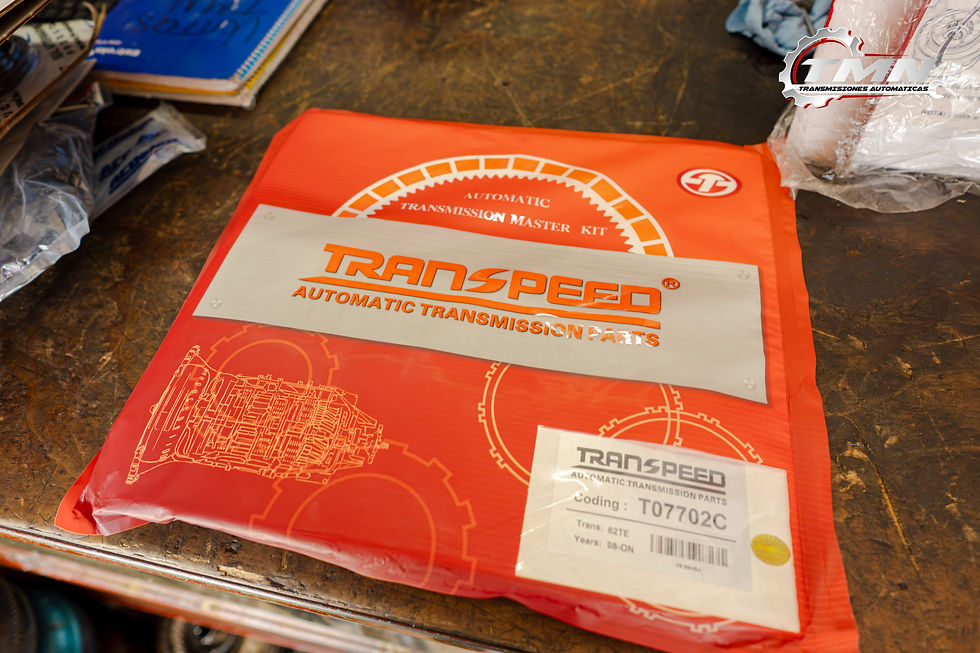 TMN
TRANSMISIONES AUTOMATICAS
AUTOMATIC
TRANSMISSION MASTER KIT
TRANSPEED®
AUTOMATIC TRANSMISSION PARTS
TRANSPEED
AUTOMATIC TRANSMISSION PARTS
Coding : T07702C
Trans: 62TE
Years: 08-ON